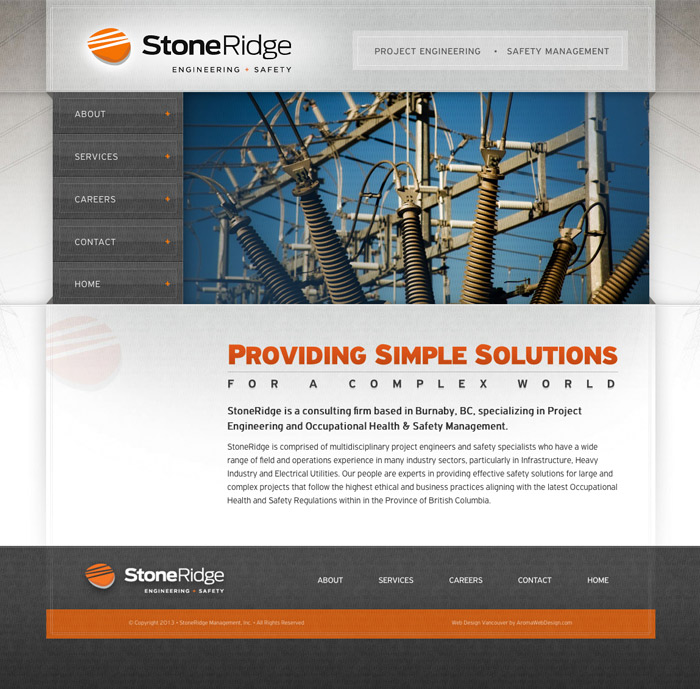 StoneRidge
ENGINEERING + SAFETY
PROJECT ENGINEERING • SAFETY MANAGEMENT
ABOUT +
SERVICES +
CAREERS +
CONTACT +
HOME +
PROVIDING SIMPLE SOLUTIONS
FOR A COMPLEX WORLD
StoneRidge is a consulting firm based in Burnaby, BC, specializing in Project
Engineering and Occupational Health & Safety Management.
StoneRidge is comprised of multidisciplinary project engineers and safety specialists who have a wide
range of field and operations experience in many industry sectors, particularly in Infrastructure, Heavy
Industry and Electrical Utilities. Our people are experts in providing effective safety solutions for large and
complex projects that follow the highest ethical and business practices aligning with the latest Occupational
Health and Safety Regulations within in the Province of British Columbia.
StoneRidge
ENGINEERING + SAFETY
ABOUT SERVICES CAREERS CONTACT HOME
© Copyright 2013 • StoneRidge Management, Inc. • All Rights Reserved
Web Design Vancouver by AromaWebDesign.com